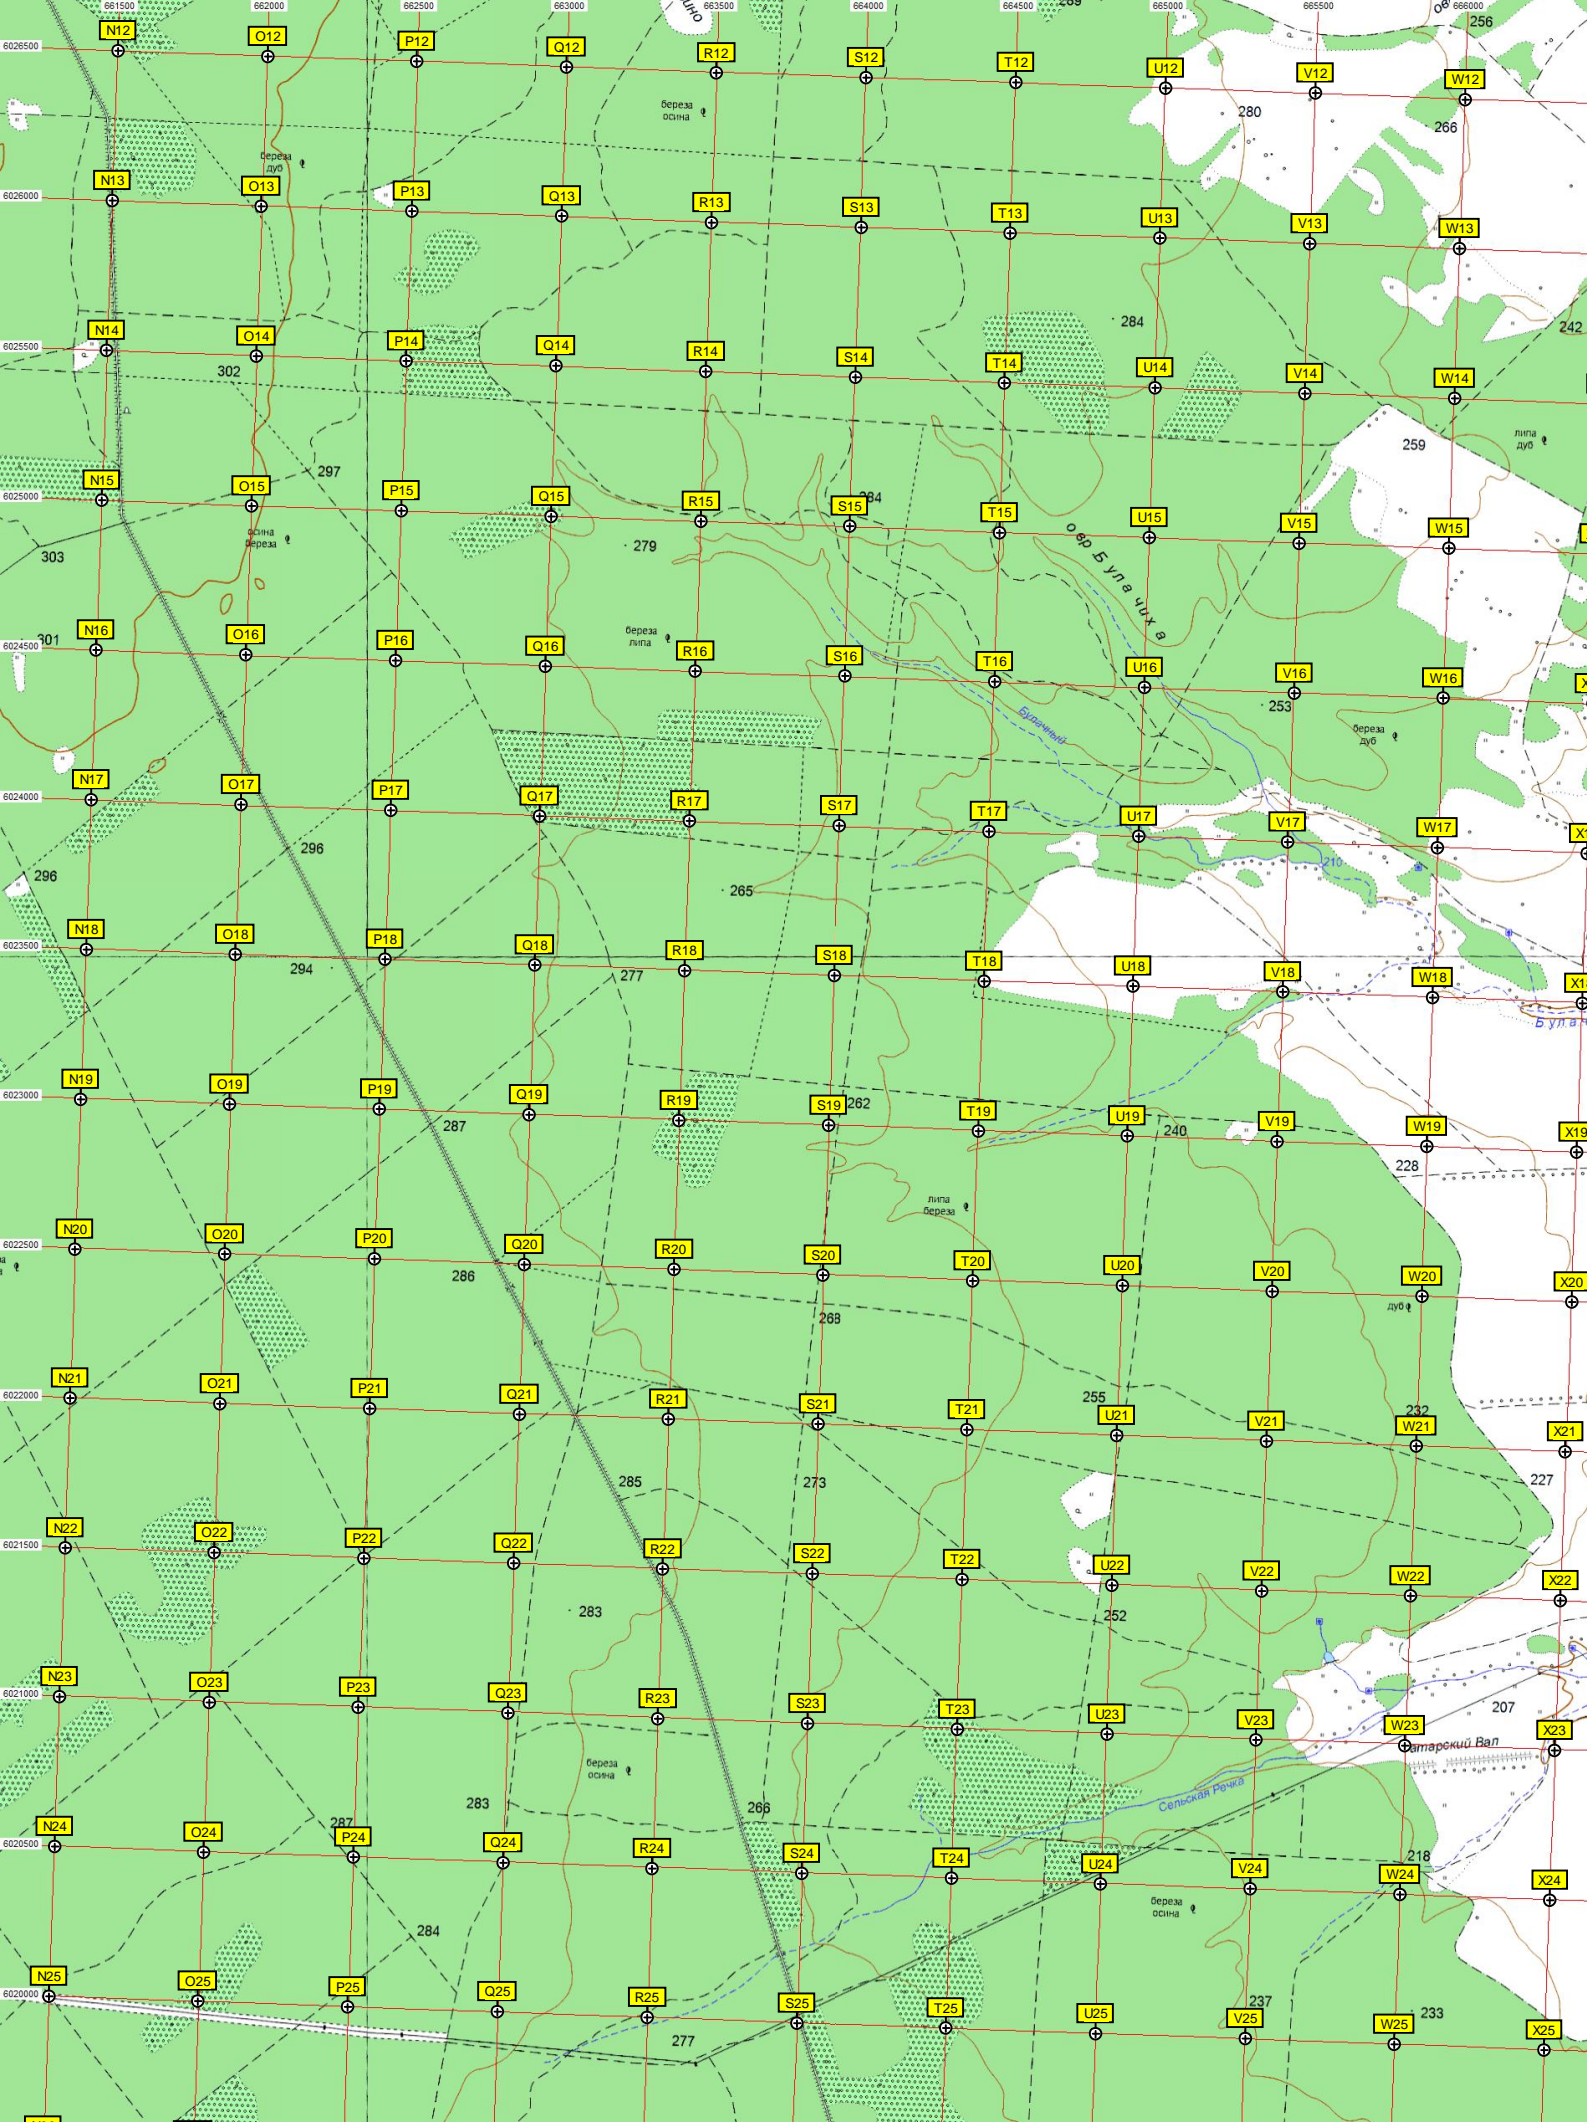 661500 662000 662500 663000 663500 664000 664500 665000 665500 666000
256
6026500
N12 O12 P12 Q12 R12 S12 T12 U12 V12 W12
береза
осина
280
266
береза
дуб
6026000
N13 O13 P13 Q13 R13 S13 T13 U13 V13 W13
284
242
6025500
N14 O14 P14 Q14 R14 S14 T14 U14 V14 W14
302
259
липа
дуб
297
6025000
N15 O15 P15 Q15 R15 S15 T15 U15 V15 W15
284
осина
береза
279
303
овр. Булачиха
301
береза
липа
6024500
N16 O16 P16 Q16 R16 S16 T16 U16 V16 W16
253
Булачный
береза
дуб
6024000
N17 O17 P17 Q17 R17 S17 T17 U17 V17 W17
296
210
296
265
6023500
N18 O18 P18 Q18 R18 S18 T18 U18 V18 W18
294
277
6023000
N19 O19 P19 Q19 R19 S19 T19 U19 V19 W19 X19
262
287
240
228
липа
береза
6022500
N20 O20 P20 Q20 R20 S20 T20 U20 V20 W20 X20
286
дуб
268
6022000
N21 O21 P21 Q21 R21 S21 T21 U21 V21 W21 X21
255
232
285
273
227
6021500
N22 O22 P22 Q22 R22 S22 T22 U22 V22 W22 X22
283
252
6021000
N23 O23 P23 Q23 R23 S23 T23 U23 V23 W23 X23
207
Вал
береза
осина
Сельская Речка
283
266
287
6020500
N24 O24 P24 Q24 R24 S24 T24 U24 V24 W24 X24
218
береза
осина
284
6020000
N25 O25 P25 Q25 R25 S25 T25 U25 V25 W25 X25
237
233
277